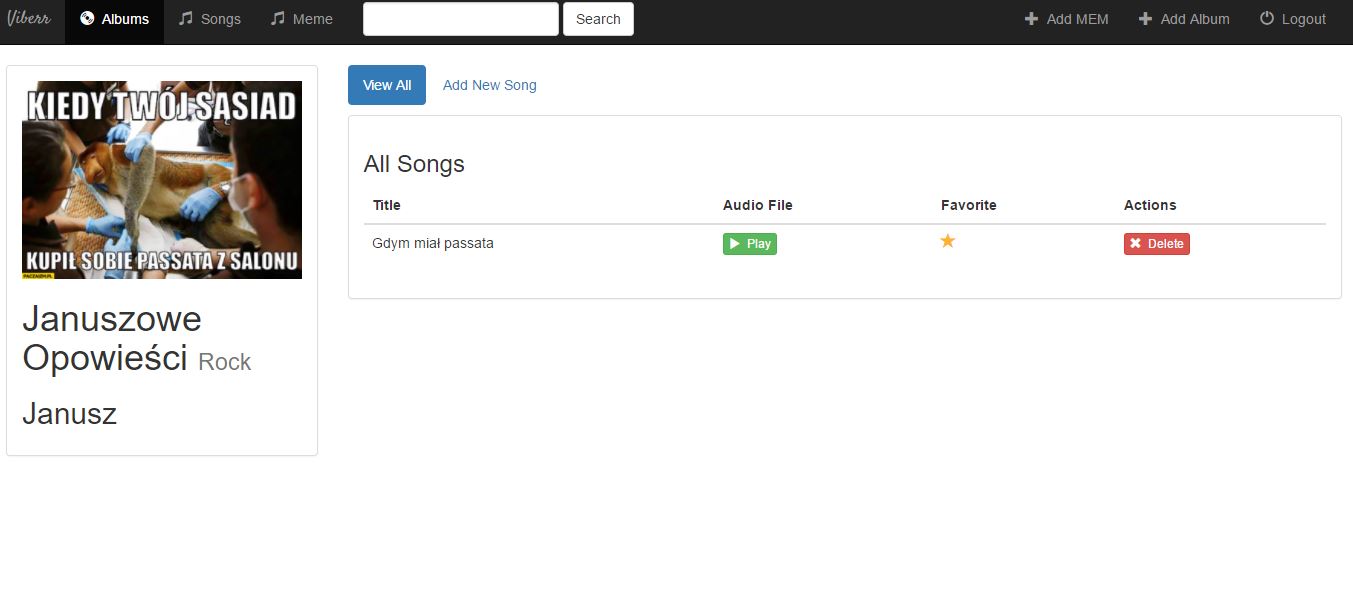 Viberr
Albums
Songs
Meme
Search
Add MEM
Add Album
Logout
KIEDY TWÓJ SĄSIAD
KUPIŁ SOBIE PASSATA Z SALONU
PACZAIZM.PL
Januszowe
Opowieści Rock
Janusz
View All
Add New Song
All Songs
Title Audio File Favorite Actions
Gdym miał passata Play Delete